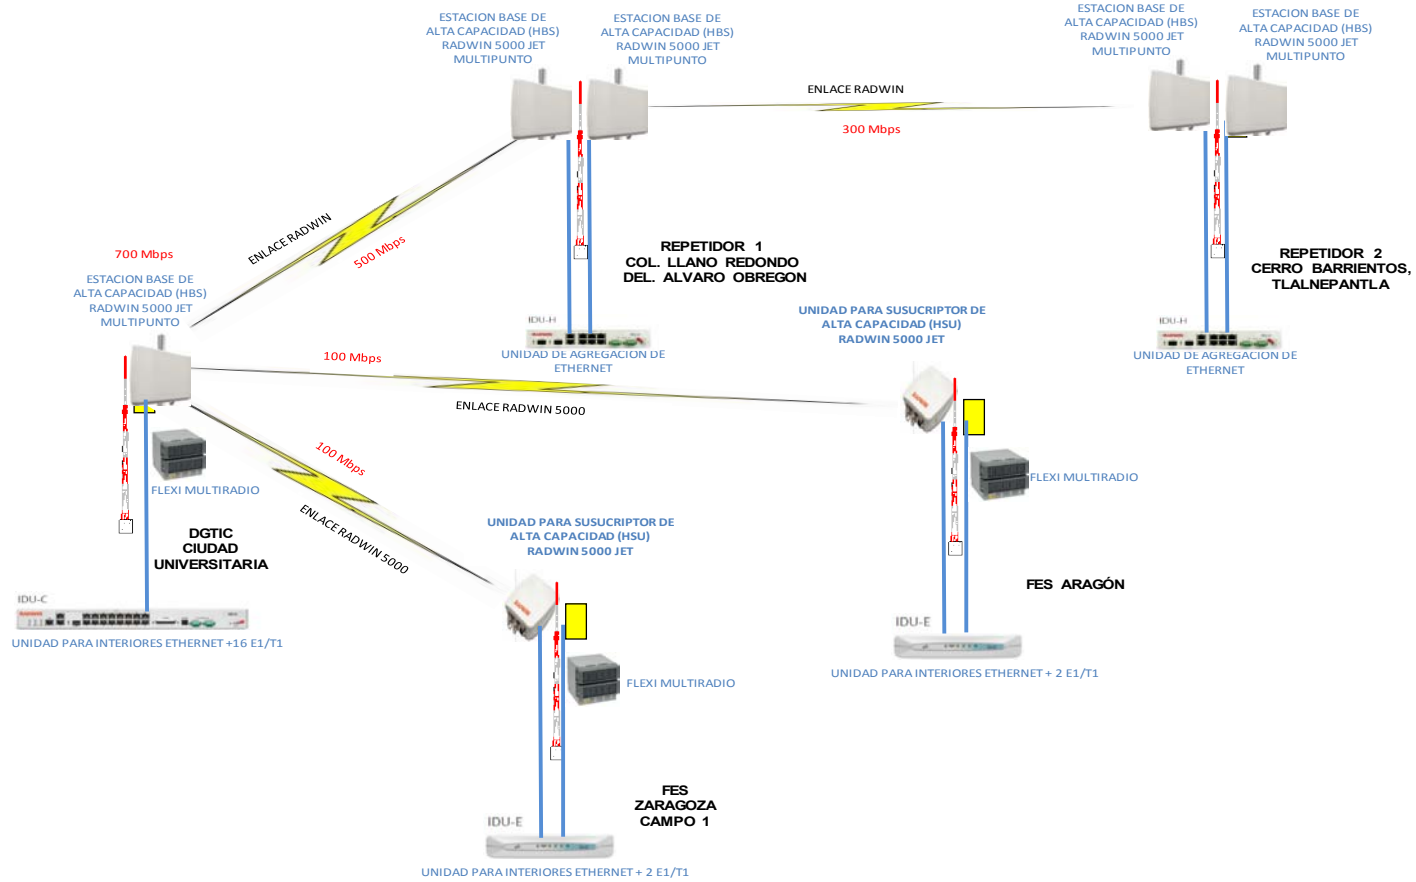 ESTACION BASE DE
ALTA CAPACIDAD (HBS)
RADWIN 5000 JET
MULTIPUNTO
ESTACION BASE DE
ALTA CAPACIDAD (HBS)
RADWIN 5000 JET
MULTIPUNTO
ESTACION BASE DE
ALTA CAPACIDAD (HBS)
RADWIN 5000 JET
MULTIPUNTO
ESTACION BASE DE
ALTA CAPACIDAD (HBS)
RADWIN 5000 JET
MULTIPUNTO
ENLACE RADWIN
300 Mbps
ENLACE RADWIN
500 Mbps
700 Mbps
ESTACION BASE DE
ALTA CAPACIDAD (HBS)
RADWIN 5000 JET
MULTIPUNTO
REPETIDOR 1
COL. LLANO REDONDO
DEL. ALVARO OBREGON
REPETIDOR 2
CERRO BARRIENTOS,
TLALNEPANTLA
IDU-H
UNIDAD DE AGREGACION DE
ETHERNET
UNIDAD PARA SUSUCRIPTOR DE
ALTA CAPACIDAD (HSU)
RADWIN 5000 JET
IDU-H
UNIDAD DE AGREGACION DE
ETHERNET
100 Mbps
ENLACE RADWIN 5000
100 Mbps
ENLACE RADWIN 5000
FLEXI MULTIRADIO
FLEXI MULTIRADIO
DGTIC
CIUDAD
UNIVERSITARIA
UNIDAD PARA SUSUCRIPTOR DE
ALTA CAPACIDAD (HSU)
RADWIN 5000 JET
FES ARAGÓN
IDU-C
UNIDAD PARA INTERIORES ETHERNET +16 E1/T1
IDU-E
UNIDAD PARA INTERIORES ETHERNET + 2 E1/T1
FLEXI MULTIRADIO
FES
ZARAGOZA
CAMPO 1
IDU-E
UNIDAD PARA INTERIORES ETHERNET + 2 E1/T1